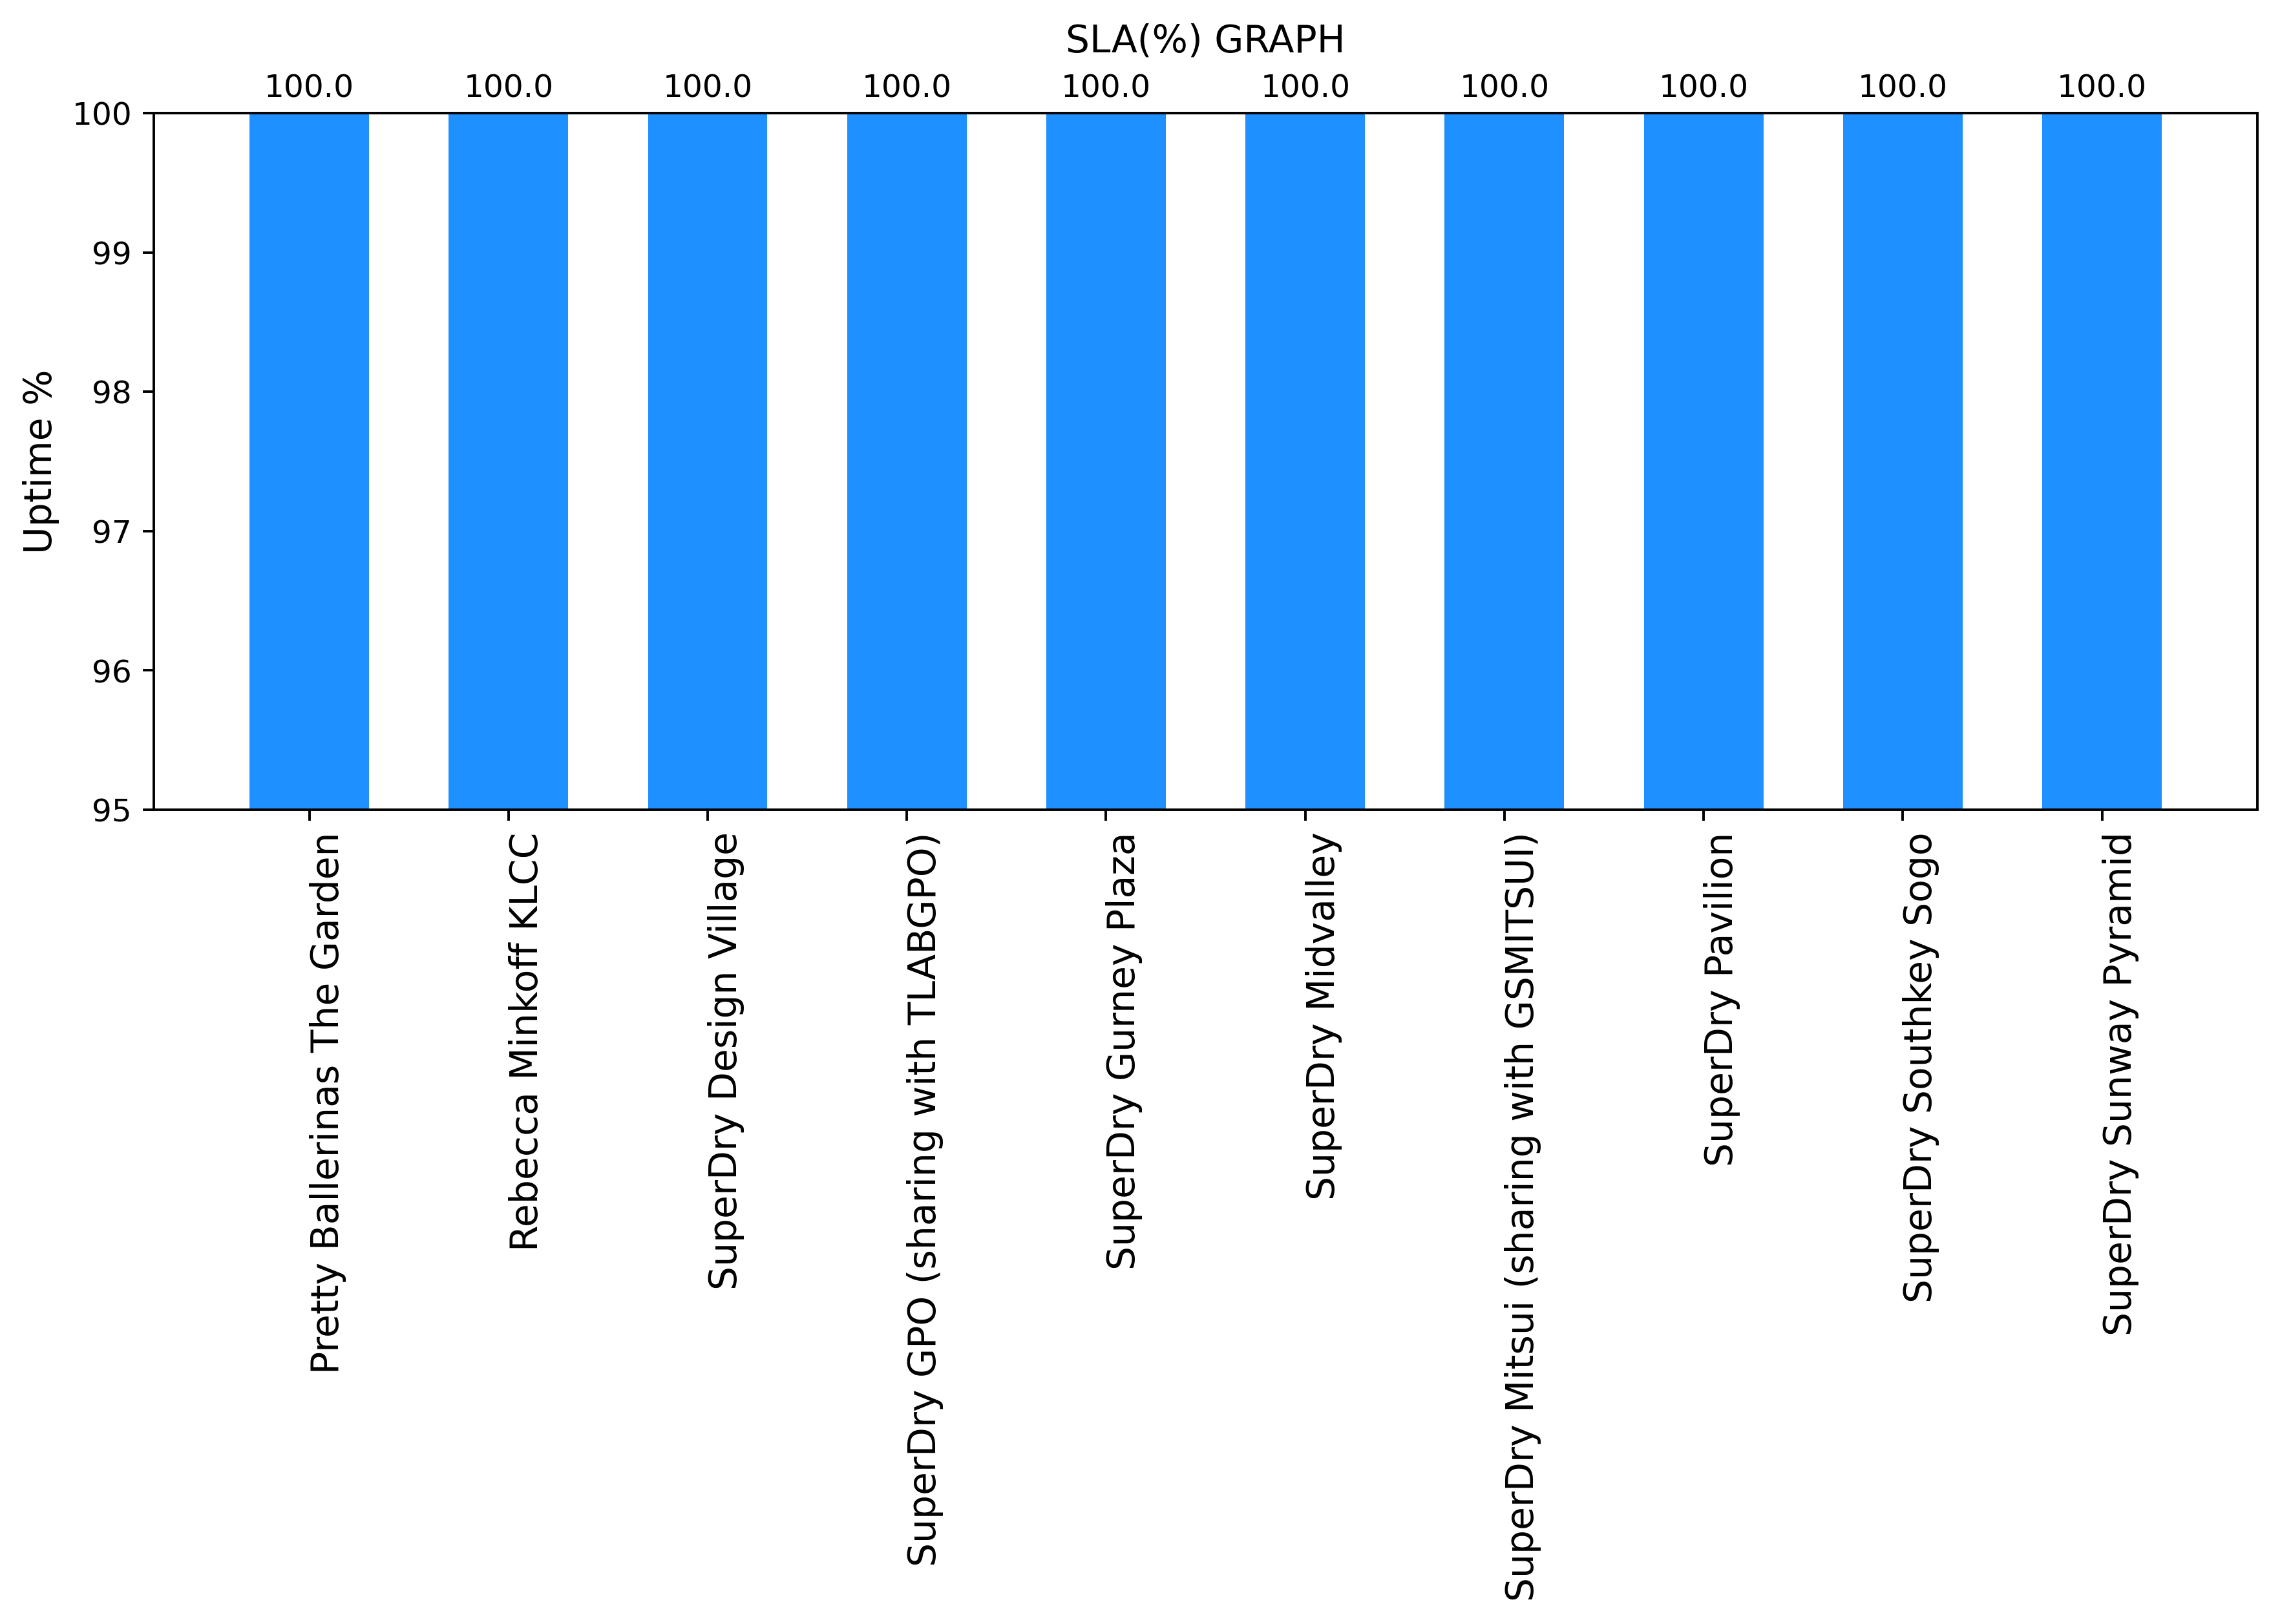 SLA(%) GRAPH
100.0 100.0 100.0 100.0 100.0 100.0 100.0 100.0 100.0 100.0
100
99
98
97
96
95
Uptime %
Pretty Ballerinas The Garden
Rebecca Minkoff KLCC
SuperDry Design Village
SuperDry GPO (sharing with TLABGPO)
SuperDry Gurney Plaza
SuperDry Midvalley
SuperDry Mitsui (sharing with GSMITSUI)
SuperDry Pavilion
SuperDry Southkey Sogo
SuperDry Sunway Pyramid